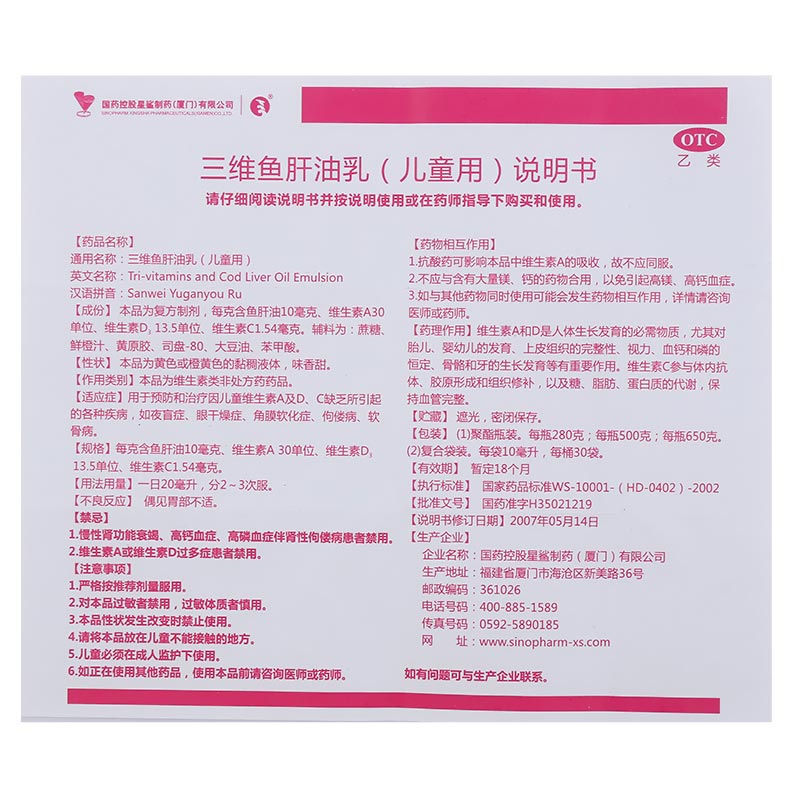 国药控股星鲨制药(厦门)有限公司
SINOPHARM XINGSHA PHARMACEUTICALS(XIAMEN)CO.,LTD.
®
OTC
乙类
三维鱼肝油乳（儿童用）说明书
请仔细阅读说明书并按说明使用或在药师指导下购买和使用。
【药品名称】
通用名称：三维鱼肝油乳（儿童用）
英文名称：Tri-vitamins and Cod Liver Oil Emulsion
汉语拼音：Sanwei Yuganyou Ru
【成份】 本品为复方制剂，每克含鱼肝油10毫克、维生素A30
单位、维生素D₃ 13.5单位、维生素C1.54毫克。辅料为：蔗糖、
鲜橙汁、黄原胶、司盘-80、大豆油、苯甲酸。
【性状】 本品为黄色或橙黄色的黏稠液体，味香甜。
【作用类别】本品为维生素类非处方药药品。
【适应症】用于预防和治疗因儿童维生素A及D、C缺乏所引起
的各种疾病，如夜盲症、眼干燥症、角膜软化症、佝偻病、软
骨病。
【规格】每克含鱼肝油10毫克、维生素A 30单位、维生素D₃
13.5单位、维生素C1.54毫克。
【用法用量】一日20毫升，分2～3次服。
【不良反应】 偶见胃部不适。
【禁忌】
1.慢性肾功能衰竭、高钙血症、高磷血症伴肾性佝偻病患者禁用。
2.维生素A或维生素D过多症患者禁用。
【注意事项】
1.严格按推荐剂量服用。
2.对本品过敏者禁用，过敏体质者慎用。
3.本品性状发生改变时禁止使用。
4.请将本品放在儿童不能接触的地方。
5.儿童必须在成人监护下使用。
6.如正在使用其他药品，使用本品前请咨询医师或药师。
【药物相互作用】
1.抗酸药可影响本品中维生素A的吸收，故不应同服。
2.不应与含有大量镁、钙的药物合用，以免引起高镁、高钙血症。
3.如与其他药物同时使用可能会发生药物相互作用，详情请咨询
医师或药师。
【药理作用】维生素A和D是人体生长发育的必需物质，尤其对
胎儿、婴幼儿的发育、上皮组织的完整性、视力、血钙和磷的
恒定、骨骼和牙的生长发育等有重要作用。维生素C参与体内抗
体、胶原形成和组织修补，以及糖、脂肪、蛋白质的代谢，保
持血管完整。
【贮藏】 遮光，密闭保存。
【包装】 (1)聚酯瓶装。每瓶280克；每瓶500克；每瓶650克。
(2)复合袋装。每袋10毫升，每桶30袋。
【有效期】 暂定18个月
【执行标准】 国家药品标准WS-10001-（HD-0402）-2002
【批准文号】 国药准字H35021219
【说明书修订日期】2007年05月14日
【生产企业】
企业名称：国药控股星鲨制药（厦门）有限公司
生产地址：福建省厦门市海沧区新美路36号
邮政编码：361026
电话号码：400-885-1589
传真号码：0592-5890185
网 址：www.sinopharm-xs.com
如有问题可与生产企业联系。